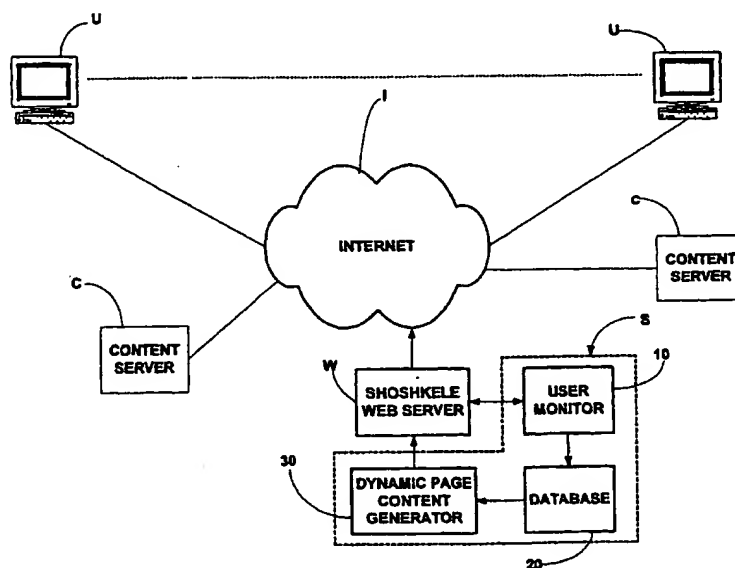 U
U
I
INTERNET
C
CONTENT
SERVER
C
CONTENT
SERVER
S
W
SHOSHKELE
WEB SERVER
10
USER
MONITOR
30
DYNAMIC PAGE
CONTENT
GENERATOR
DATABASE
20